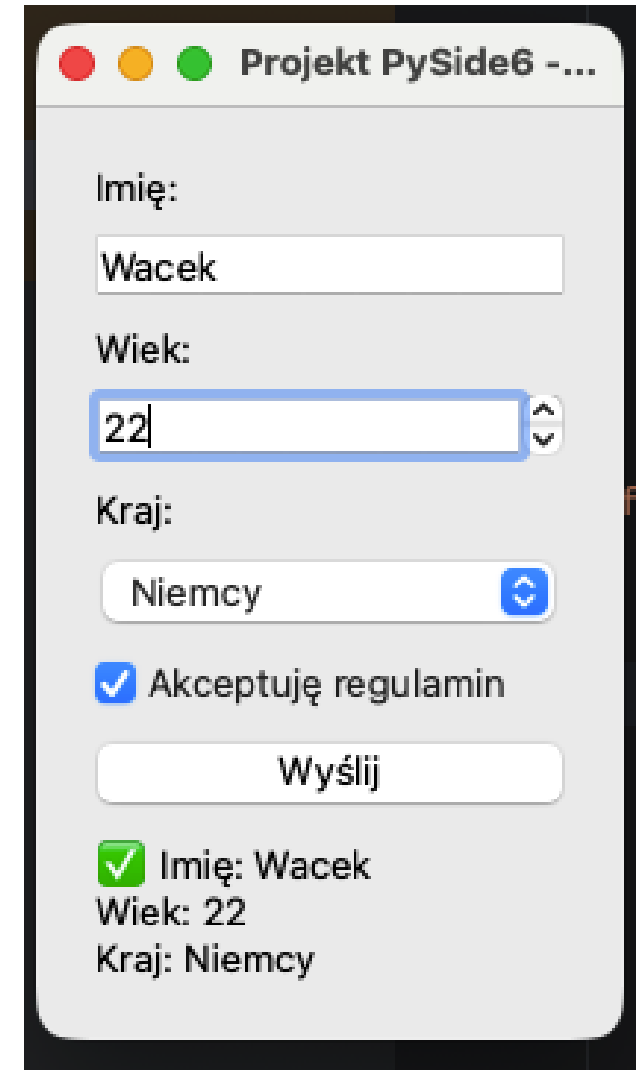 Projekt PySide6 -...
Imię:
Wacek
Wiek:
22
Kraj:
Niemcy
Akceptuję regulamin
Wyślij
✅ Imię: Wacek
Wiek: 22
Kraj: Niemcy
f